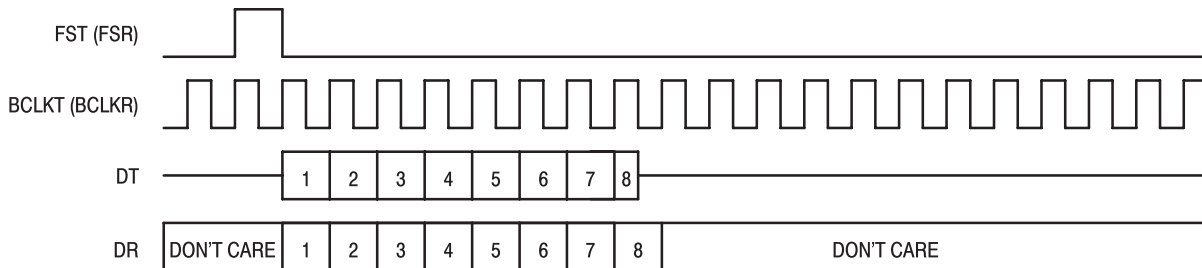 FST (FSR)
BCLKT (BCLKR)
DT 1 2 3 4 5 6 7 8
DR DON'T CARE 1 2 3 4 5 6 7 8 DON'T CARE